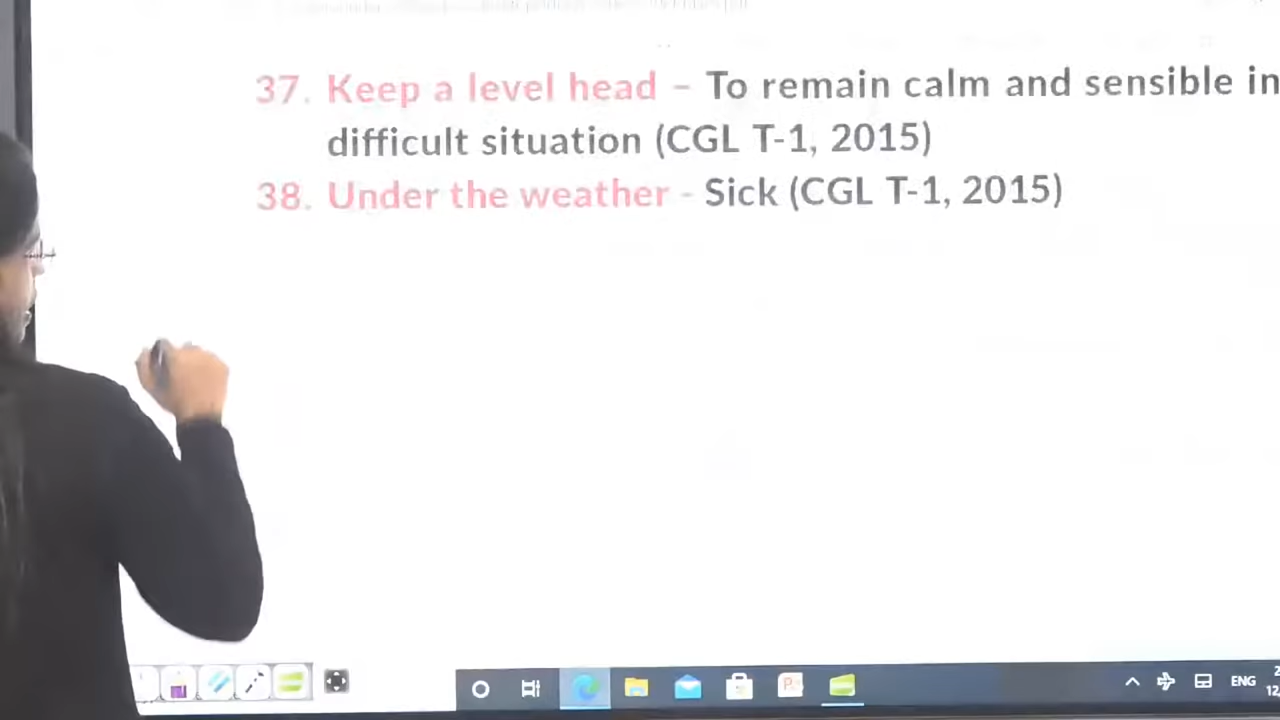 37. Keep a level head – To remain calm and sensible in
difficult situation (CGL T-1, 2015)
38. Under the weather - Sick (CGL T-1, 2015)
ENG